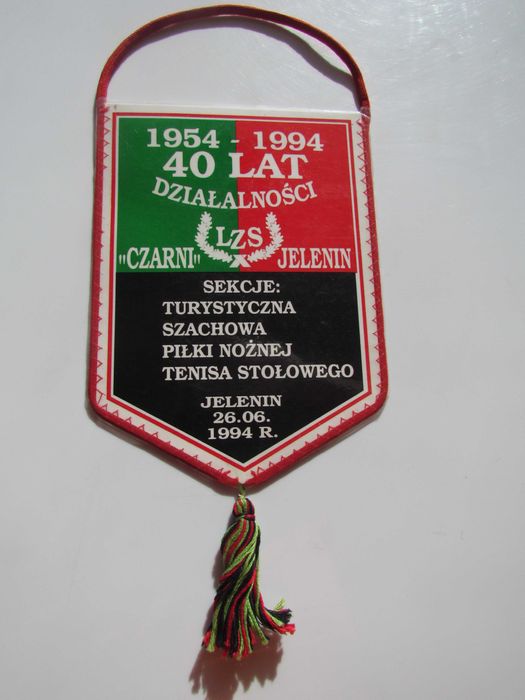 1954 - 1994
40 LAT
DZIAŁALNOŚCI
LZS
"CZARNI" JELENIN
SEKCJE:
TURYSTYCZNA
SZACHOWA
PIŁKI NOŻNEJ
TENISA STOŁOWEGO
JELENIN
26.06.
1994 R.